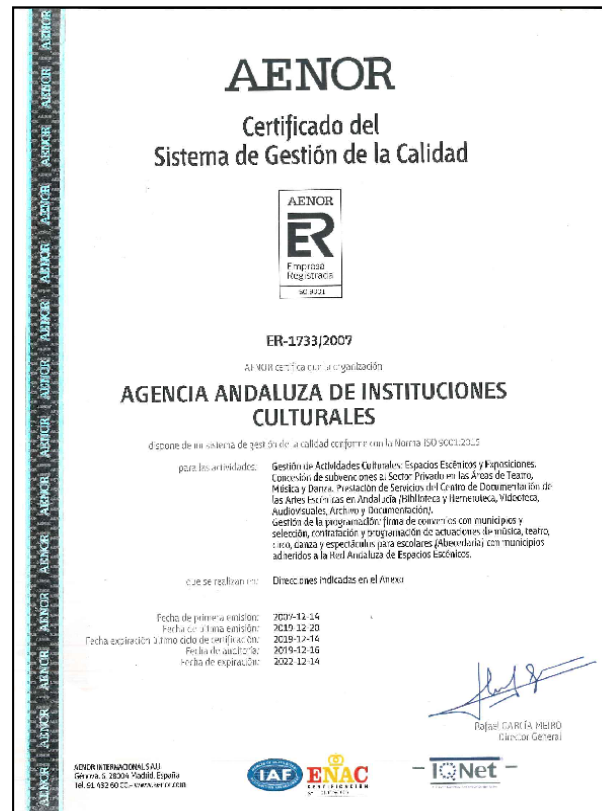 AENOR
Certificado del
Sistema de Gestión de la Calidad
AENOR
ER
Empresa
Registrada
ISO 9001
ER-1733/2007
AENOR certifica que la organización
AGENCIA ANDALUZA DE INSTITUCIONES
CULTURALES
dispone de un sistema de gestión de la calidad conforme con la Norma ISO 9001:2015
para las actividades: Gestión de Actividades Culturales: Espacios Escénicos y Exposiciones.
Concesión de subvenciones al Sector Privado en las Áreas de Teatro,
Música y Danza. Prestación de Servicios del Centro de Documentación de
las Artes Escénicas en Andalucía (Biblioteca y Hemeroteca, Videoteca,
Audiovisuales, Archivo y Documentación).
Gestión de la programación: firma de convenios con municipios y
selección, contratación y programación de actuaciones de música, teatro,
circo, danza y espectáculos para escolares (Abecedaria) con municipios
adheridos a la Red Andaluza de Espacios Escénicos.
que se realizan en: Direcciones indicadas en el Anexo
Fecha de primera emisión: 2007-12-14
Fecha de última emisión: 2019-12-20
Fecha expiración último ciclo de certificación: 2019-12-14
Fecha de auditoría: 2019-12-16
Fecha de expiración: 2022-12-14
Rafael GARCÍA MEIRO
Director General
AENOR INTERNACIONAL S.A.U.
Génova, 6. 28004 Madrid. España
Tel. 91 432 60 00.- www.aenor.com
IAF
ENAC
CERTIFICACIÓN
IQNet